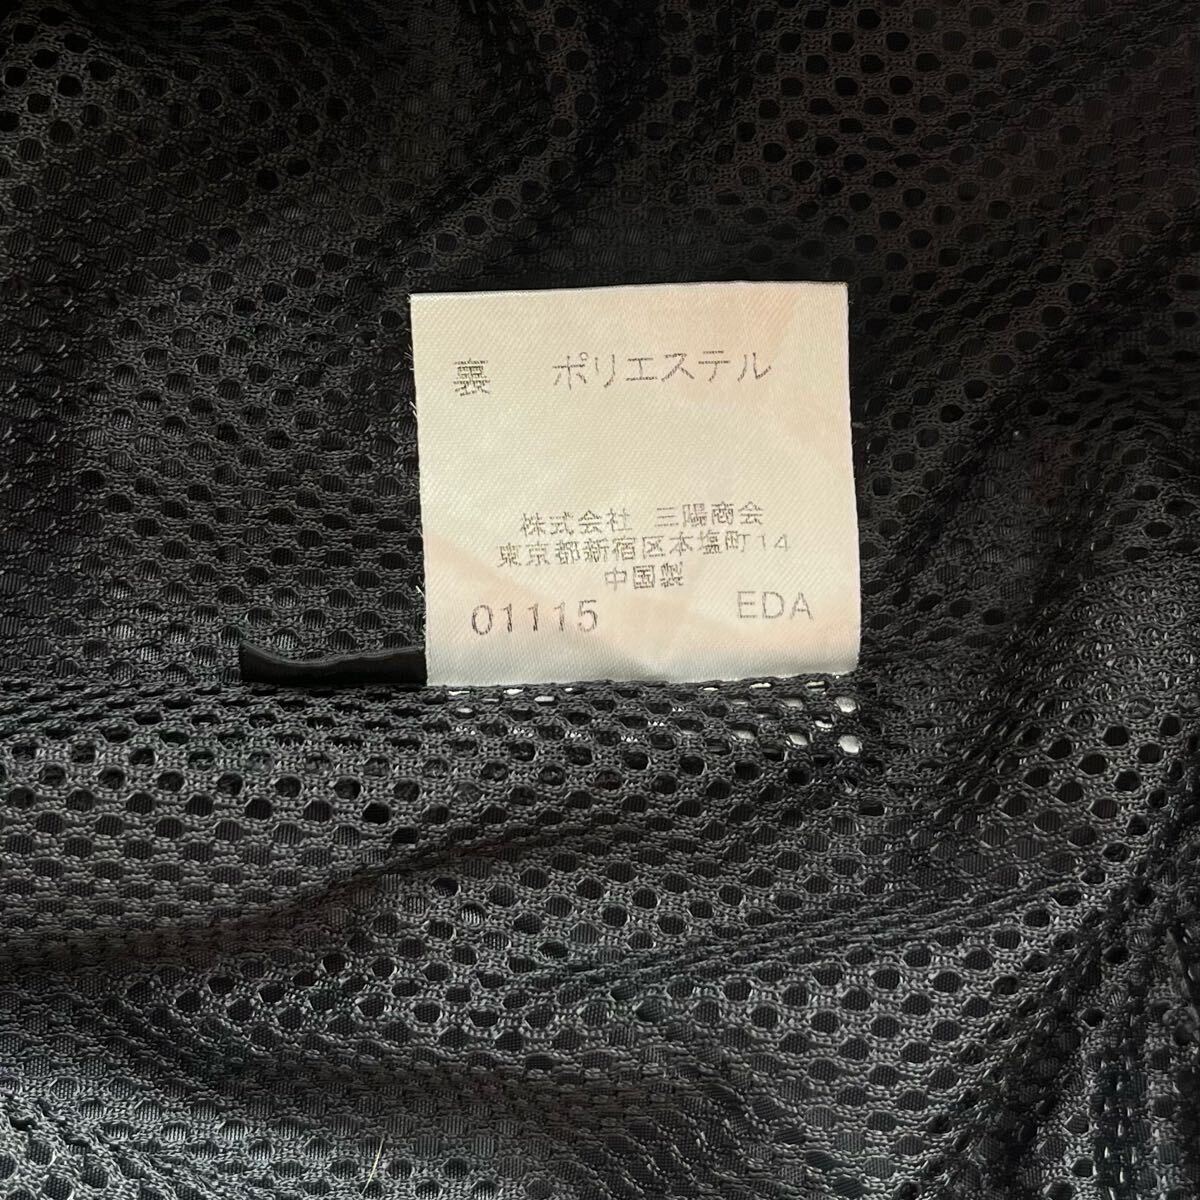 裏 ポリエステル
株式会社 三陽商会
東京都新宿区本塩町14
中国製
01115 EDA